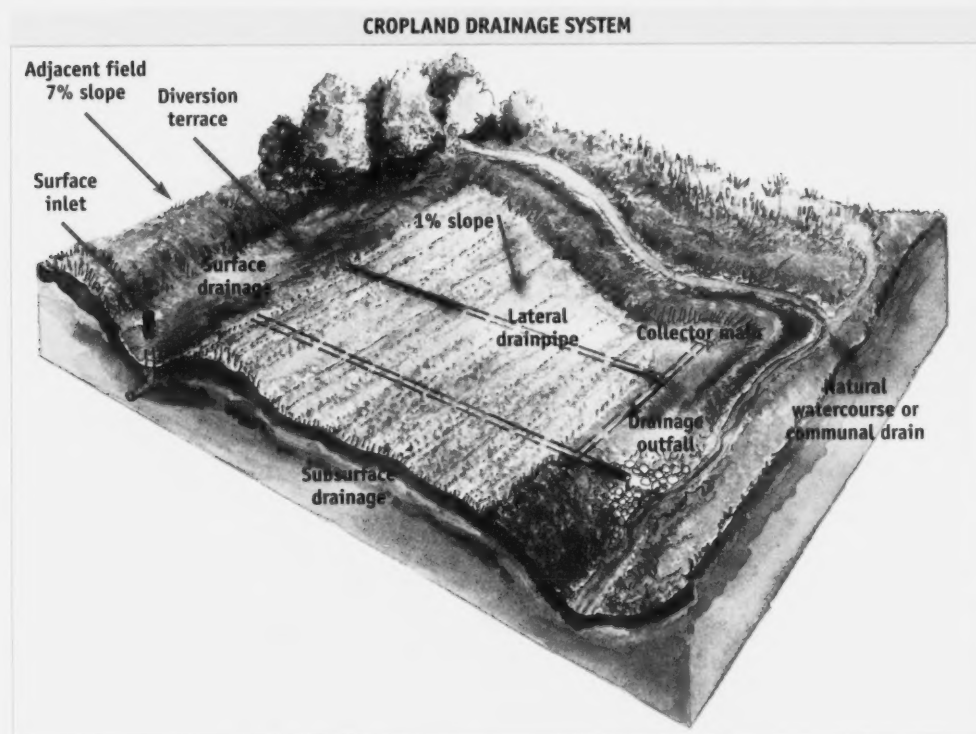 CROPLAND DRAINAGE SYSTEM
Adjacent field
7% slope
Diversion
terrace
Surface
inlet
1% slope
Surface
drainage
Lateral
drainpipe
Collector main
Natural
watercourse or
communal drain
Drainage
outfall
Subsurface
drainage